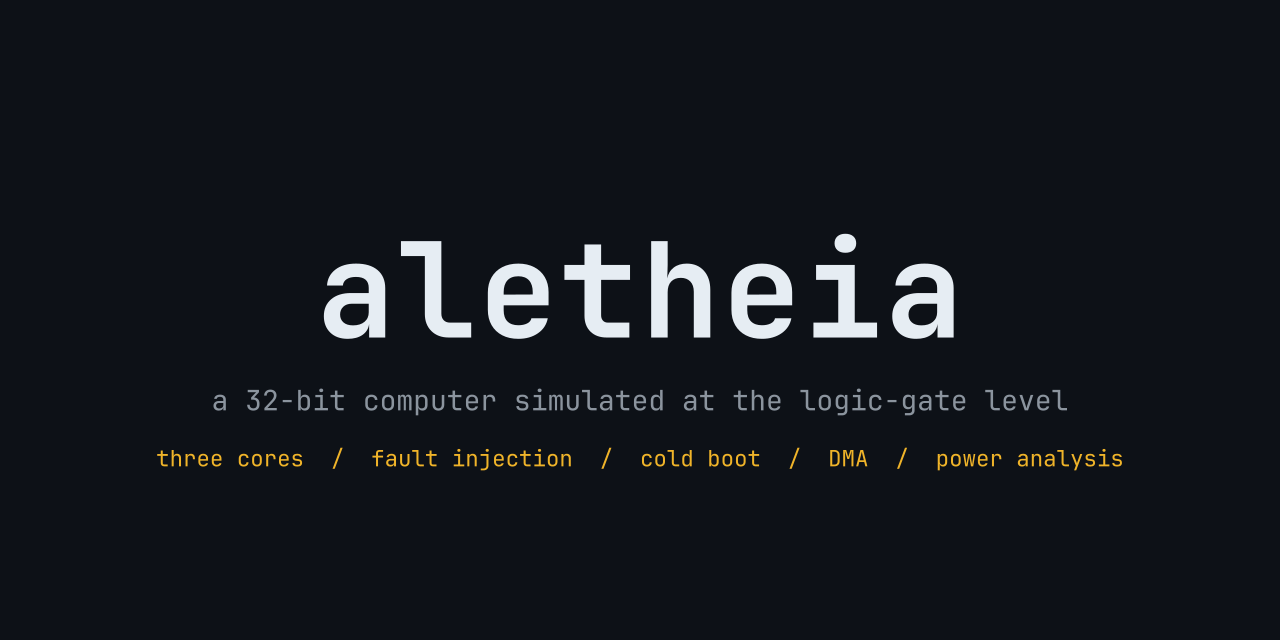 aletheia
a 32-bit computer simulated at the logic-gate level
three cores / fault injection / cold boot / DMA / power analysis